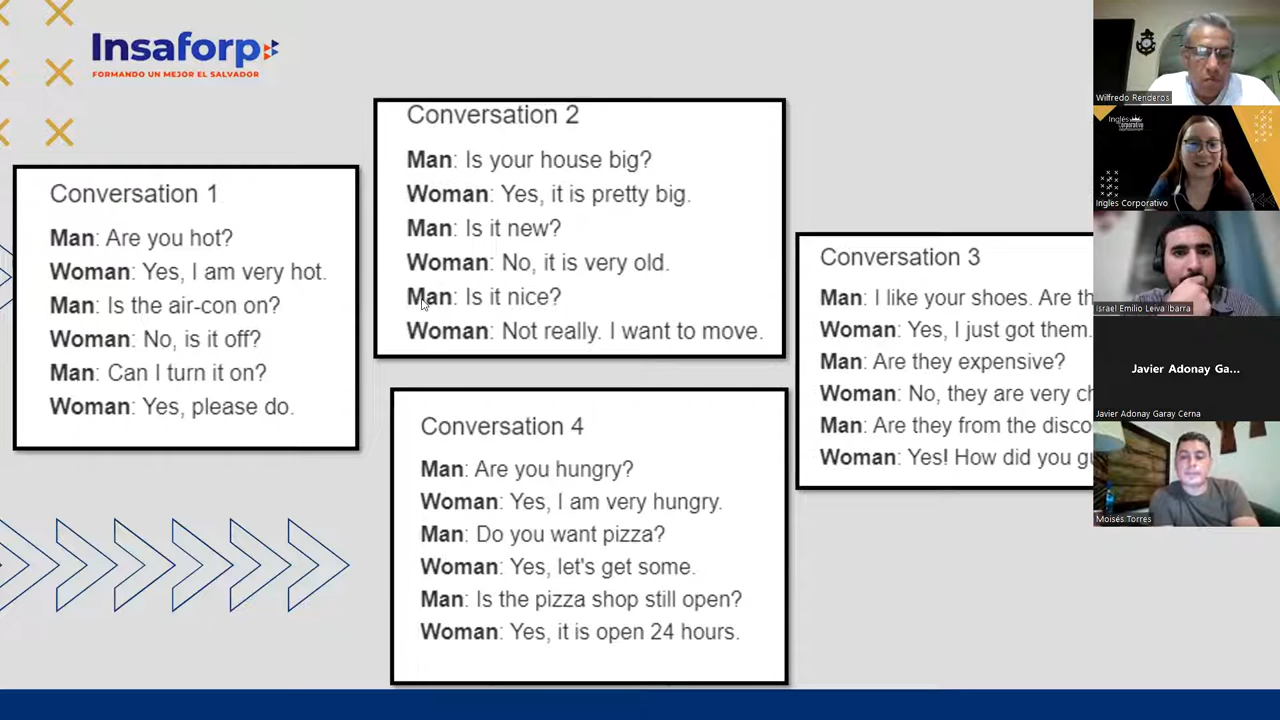 Insaforp
FORMANDO UN MEJOR EL SALVADOR
Conversation 1
Man: Are you hot?
Woman: Yes, I am very hot.
Man: Is the air-con on?
Woman: No, is it off?
Man: Can I turn it on?
Woman: Yes, please do.
Conversation 2
Man: Is your house big?
Woman: Yes, it is pretty big.
Man: Is it new?
Woman: No, it is very old.
Man: Is it nice?
Woman: Not really. I want to move.
Conversation 4
Man: Are you hungry?
Woman: Yes, I am very hungry.
Man: Do you want pizza?
Woman: Yes, let's get some.
Man: Is the pizza shop still open?
Woman: Yes, it is open 24 hours.
Conversation 3
Man: I like your shoes. Are
Woman: Yes, I just got them.
Man: Are they expensive?
Woman: No, they are very
Man: Are they from the
Woman: Yes! How did you
Wilfredo Renderos
Inglés
Corporativo
Ingles Corporativo
Israel Emilio Leiva Ibarra
Javier Adonay Ga...
Javier Adonay Garay Cerna
Moisés Torres